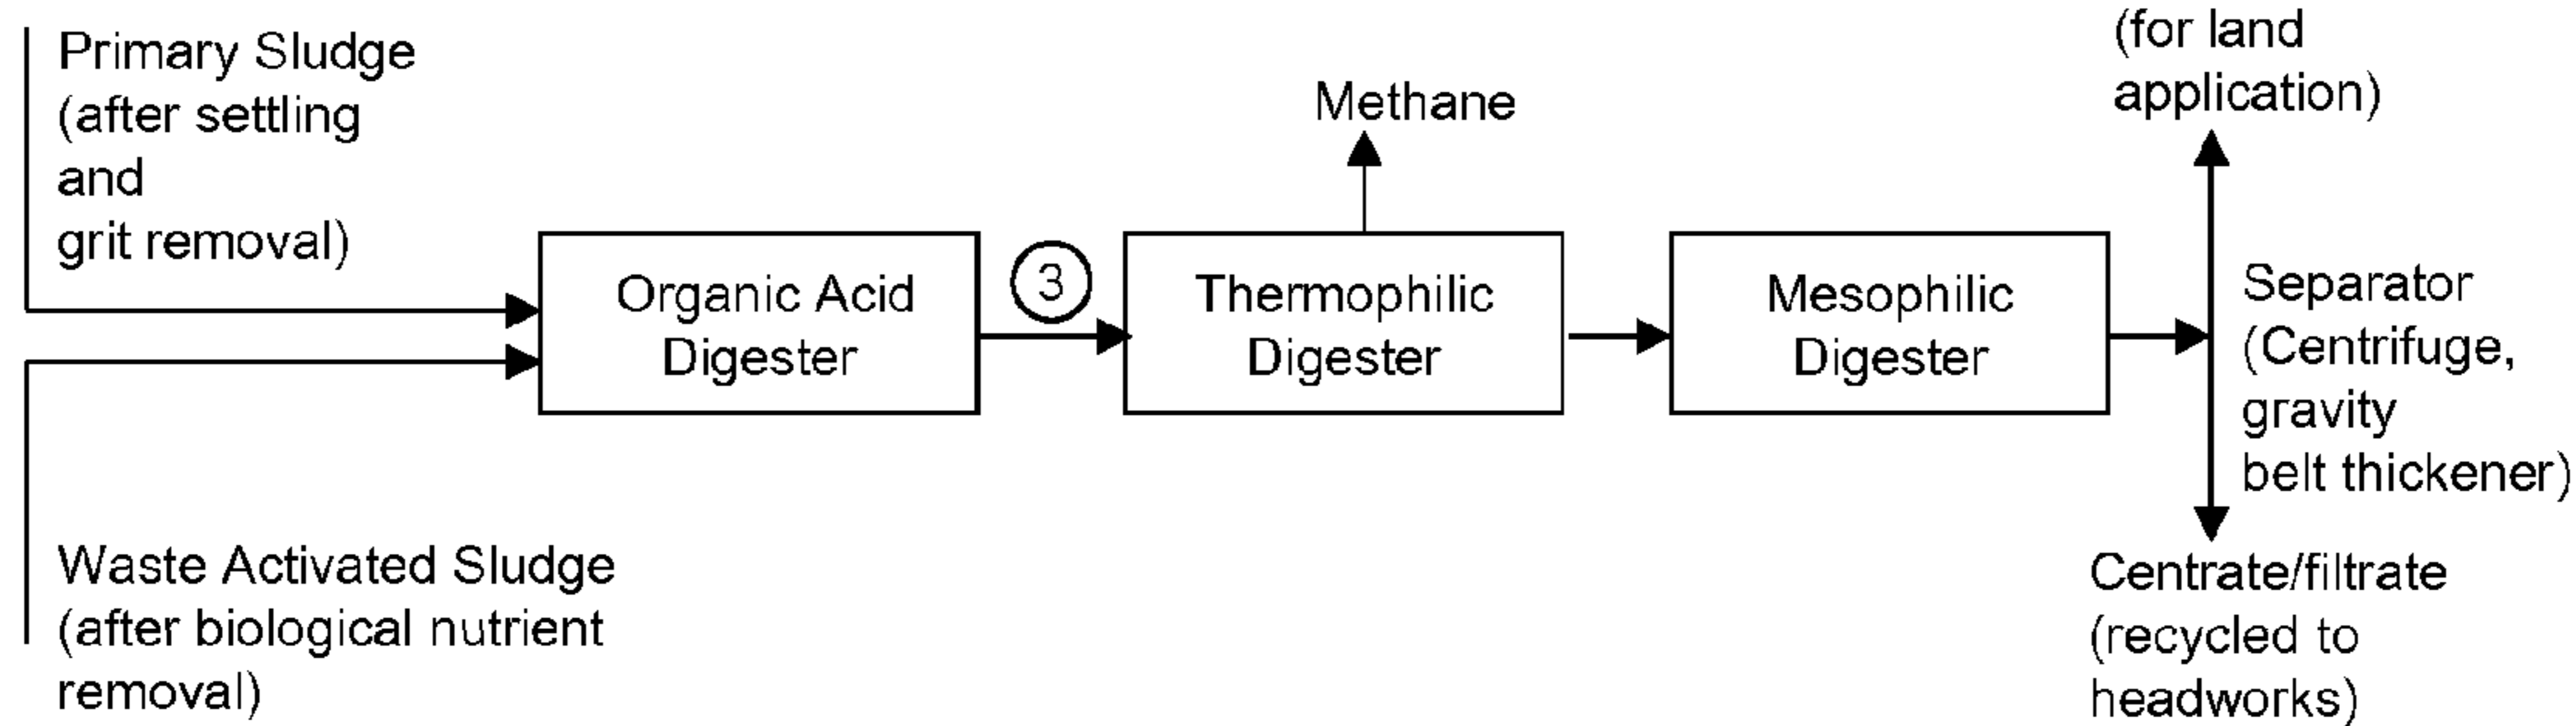 Primary Sludge
(after settling
and
grit removal)
Waste Activated Sludge
(after biological nutrient
removal)
Organic Acid
Digester
3
Methane
Thermophilic
Digester
Mesophilic
Digester
(for land
application)
Separator
(Centrifuge,
gravity
belt thickener)
Centrate/filtrate
(recycled to
headworks)